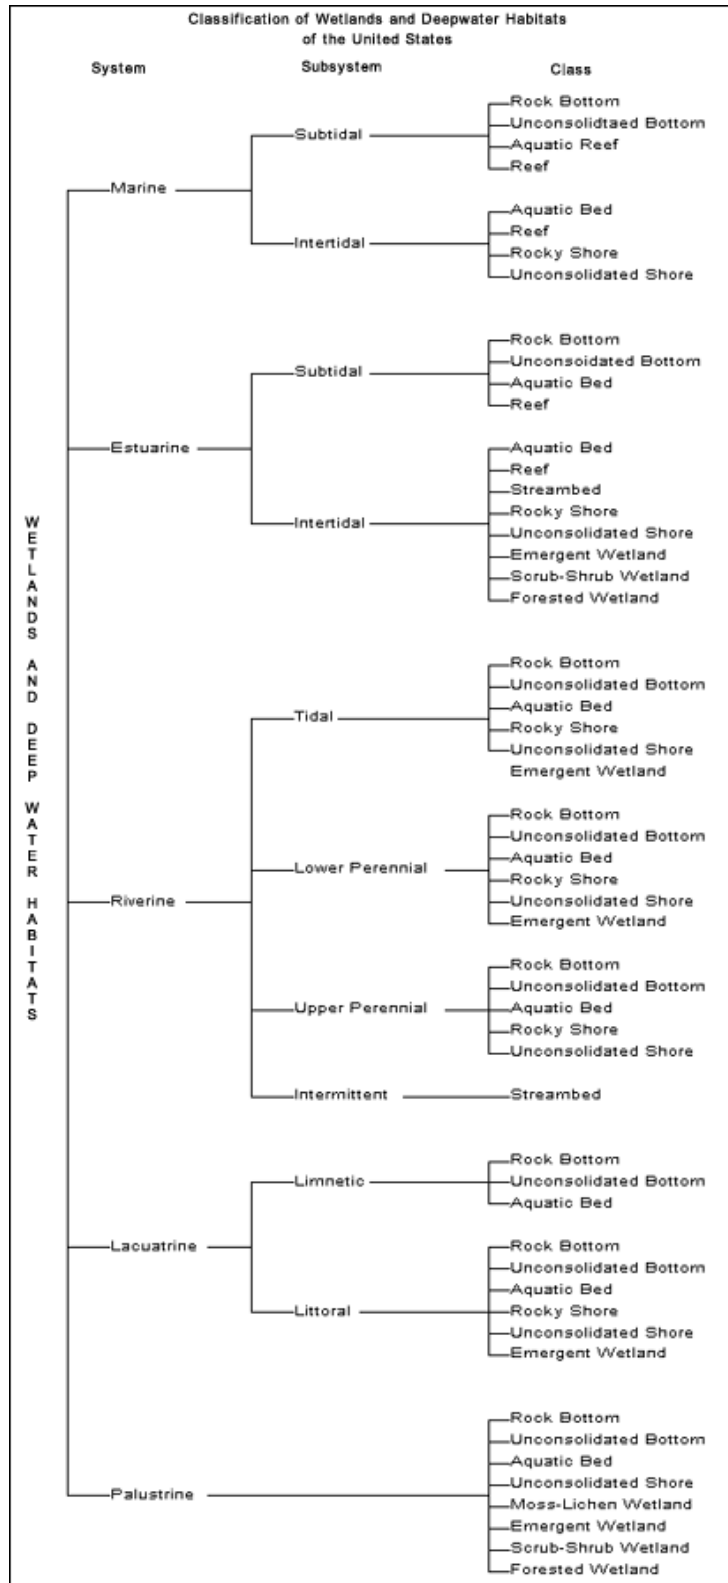 Classification of Wetlands and Deepwater Habitats
of the United States
System Subsystem Class
WETLANDS AND DEEP WATER HABITATS
Marine
Subtidal
Rock Bottom
Unconsolidtaed Bottom
Aquatic Reef
Reef
Intertidal
Aquatic Bed
Reef
Rocky Shore
Unconsolidated Shore
Estuarine
Subtidal
Rock Bottom
Unconsoidated Bottom
Aquatic Bed
Reef
Intertidal
Aquatic Bed
Reef
Streambed
Rocky Shore
Unconsolidated Shore
Emergent Wetland
Scrub-Shrub Wetland
Forested Wetland
Riverine
Tidal
Rock Bottom
Unconsolidated Bottom
Aquatic Bed
Rocky Shore
Unconsolidated Shore
Emergent Wetland
Lower Perennial
Rock Bottom
Unconsolidated Bottom
Aquatic Bed
Rocky Shore
Unconsolidated Shore
Emergent Wetland
Upper Perennial
Rock Bottom
Unconsolidated Bottom
Aquatic Bed
Rocky Shore
Unconsolidated Shore
Intermittent
Streambed
Lacuatrine
Limnetic
Rock Bottom
Unconsolidated Bottom
Aquatic Bed
Littoral
Rock Bottom
Unconsolidated Bottom
Aquatic Bed
Rocky Shore
Unconsolidated Shore
Emergent Wetland
Palustrine
Rock Bottom
Unconsolidated Bottom
Aquatic Bed
Unconsolidated Shore
Moss-Lichen Wetland
Emergent Wetland
Scrub-Shrub Wetland
Forested Wetland